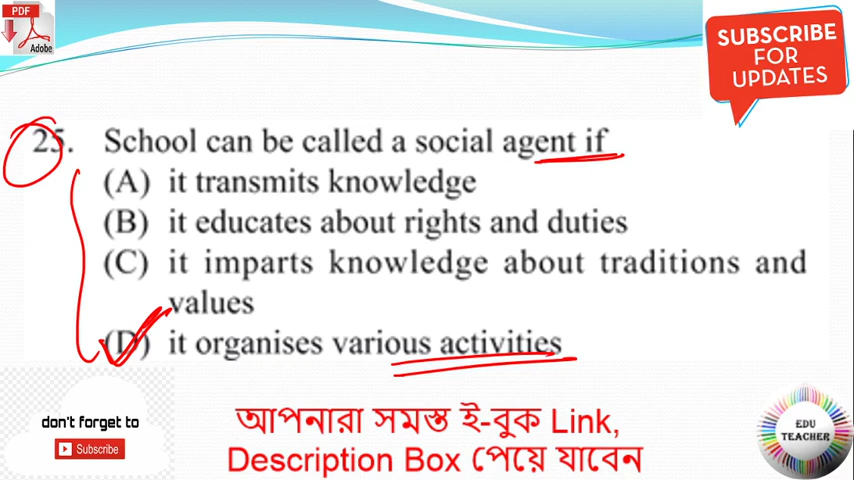 PDF
Adobe
SUBSCRIBE
FOR
UPDATES
25. School can be called a social agent if
(A) it transmits knowledge
(B) it educates about rights and duties
(C) it imparts knowledge about traditions and
values
(D) it organises various activities
don't forget to
Subscribe
আপনারা সমস্ত ই-বুক Link,
Description Box পেয়ে যাবেন
EDU
TEACHER